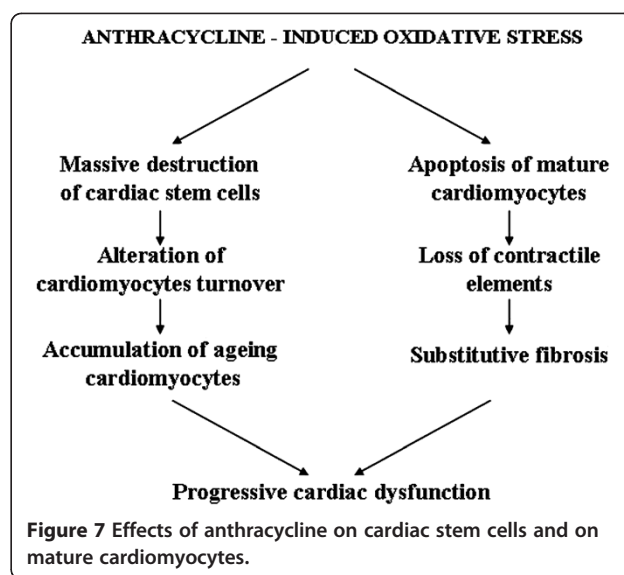 ANTHRACYCLINE - INDUCED OXIDATIVE STRESS
Massive destruction
of cardiac stem cells
Alteration of
cardiomyocytes turnover
Accumulation of ageing
cardiomyocytes
Apoptosis of mature
cardiomyocytes
Loss of contractile
elements
Substitutive fibrosis
Progressive cardiac dysfunction
Figure 7 Effects of anthracycline on cardiac stem cells and on
mature cardiomyocytes.